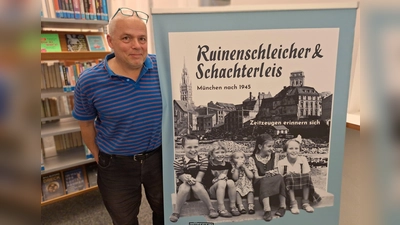 Ruinenschleicher &
Schachterleis
München nach 1945
Zeitzeugen erinnern sich